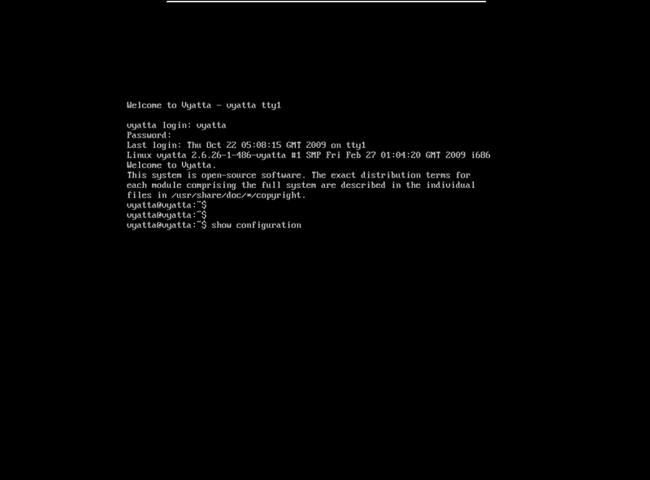 Welcome to Vyatta - vyatta tty1
vyatta login: vyatta
Password:
Last login: Thu Oct 22 05:08:15 GMT 2009 on tty1
Linux vyatta 2.6.26-1-486-vyatta #1 SMP Fri Feb 27 01:04:20 GMT 2009 i686
Welcome to Vyatta.
This system is open-source software. The exact distribution terms for
each module comprising the full system are described in the individual
files in /usr/share/doc/*/copyright.
vyatta@vyatta:~$
vyatta@vyatta:~$
vyatta@vyatta:~$ show configuration